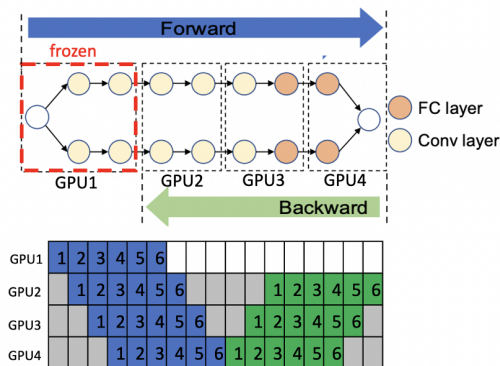 Forward
frozen
FC layer
Conv layer
GPU1 GPU2 GPU3 GPU4
Backward
GPU1 1 2 3 4 5 6
GPU2 1 2 3 4 5 6 1 2 3 4 5 6
GPU3 1 2 3 4 5 6 1 2 3 4 5 6
GPU4 1 2 3 4 5 6 1 2 3 4 5 6